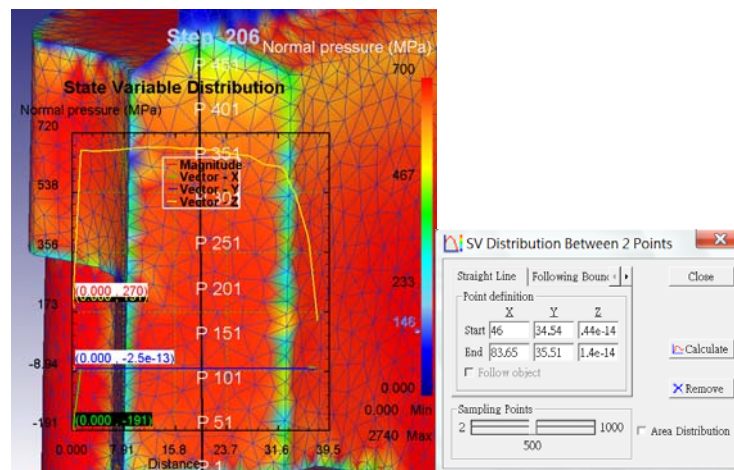 Step 206
Normal pressure (MPa)
700
P 451
State Variable Distribution
Normal pressure (MPa)
P 401
720
P 351
Magnitude
Vector - X
Vector - Y
Vector - Z
467
538
P 301
356
P 251
233
P 201
(0.000 , 270)
173
146
P 151
(0.000 , -2.5e-13)
-8.94
P 101
0.000
0.000 Min
(0.000 , -191)
-191
P 51
2740 Max
0.000
7.91
15.8
23.7
31.6
39.5
Distance
P 1
SV Distribution Between 2 Points
Straight Line
Close
Point definition
X Y Z
Start 46 34.54 .44e-14
End 83.65 35.51 1.4e-14
Follow object
Calculate
Remove
Sampling Points
2 1000
500
Area Distribution